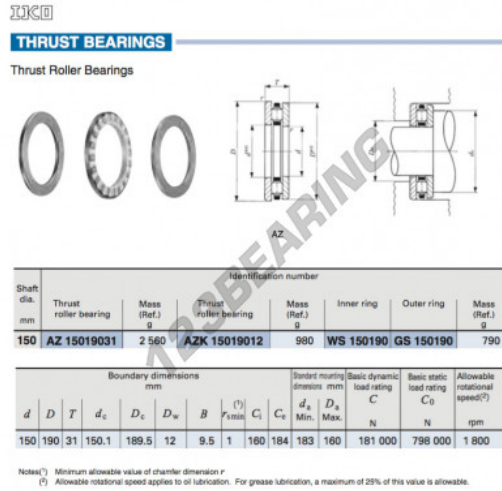 IKO
THRUST BEARINGS
Thrust Roller Bearings
T
r
D
d
AZ
123BEARING
Identification number
Shaft dia. mm
Thrust roller bearing
Mass (Ref.) g
Thrust roller bearing
Mass (Ref.) g
Inner ring
Outer ring
Mass (Ref.) g
150 AZ 15019031 2 560 AZK 15019012 980 WS 150190 GS 150190 790
Boundary dimensions mm
Standard mounting dimensions mm
Basic dynamic load rating C N
Basic static load rating C0 N
Allowable rotational speed(2) rpm
d D T dc Dc Dw B rs min(1) Ci Ce da Min. Da Max.
150 190 31 150.1 189.5 12 9.5 1 160 184 183 160 181 000 798 000 1 800
Notes(1) Minimum allowable value of chamfer dimension r
(2) Allowable rotational speed applies to oil lubrication. For grease lubrication, a maximum of 25% of this value is allowable.